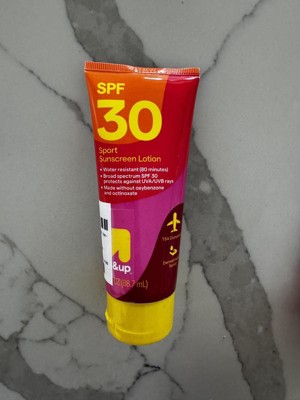 SPF
30
Sport
Sunscreen Lotion
• Water resistant (80 minutes)
• Broad spectrum SPF 30
protects against UVA/UVB rays
• Made without oxybenzone
and octinoxate
&up